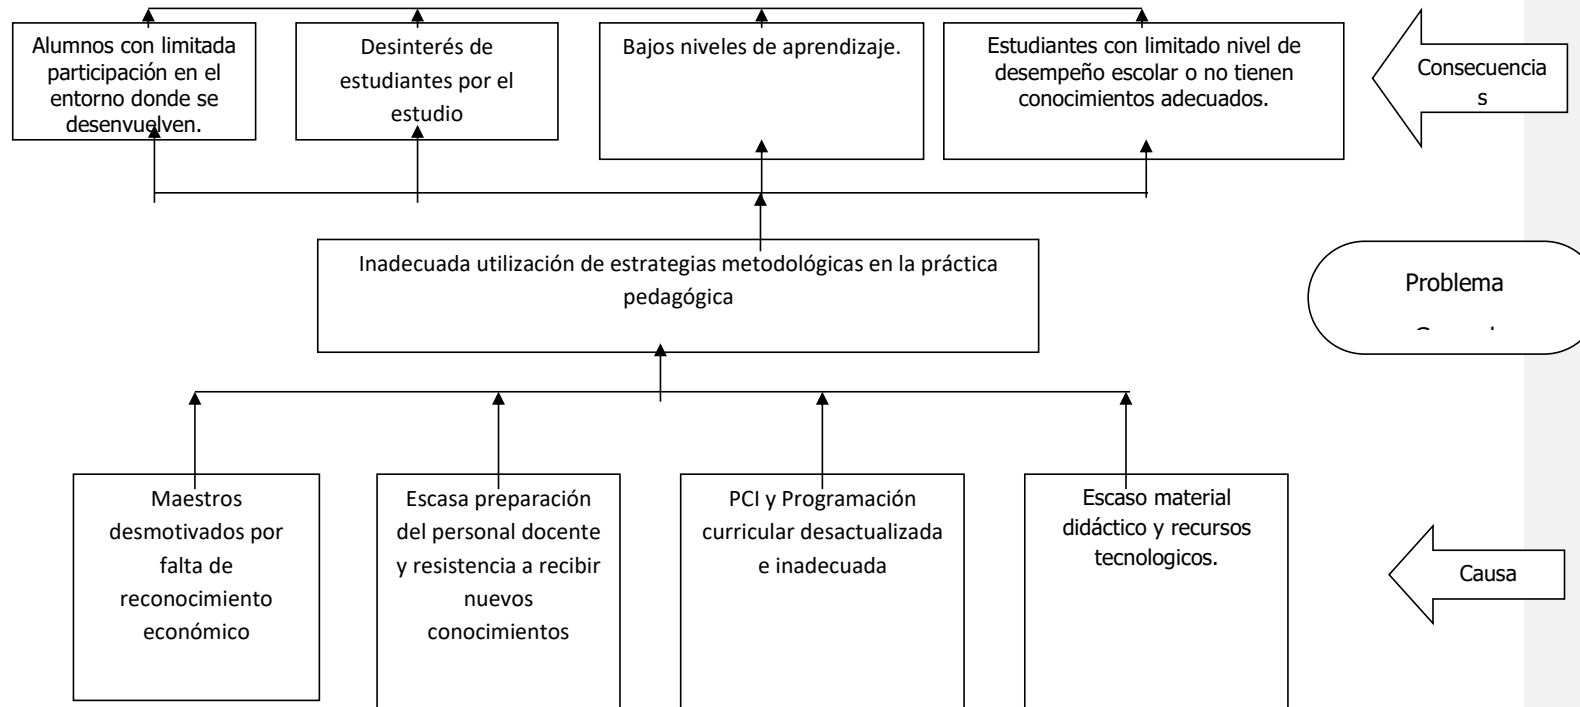 Alumnos con limitada
participación en el
entorno donde se
desenvuelven.
Desinterés de
estudiantes por el
estudio
Bajos niveles de aprendizaje.
Estudiantes con limitado nivel de
desempeño escolar o no tienen
conocimientos adecuados.
Consecuencia
s
Inadecuada utilización de estrategias metodológicas en la práctica
pedagógica
Problema
Maestros
desmotivados por
falta de
reconocimiento
económico
Escasa preparación
del personal docente
y resistencia a recibir
nuevos
conocimientos
PCI y Programación
curricular desactualizada
e inadecuada
Escaso material
didáctico y recursos
tecnologicos.
Causa